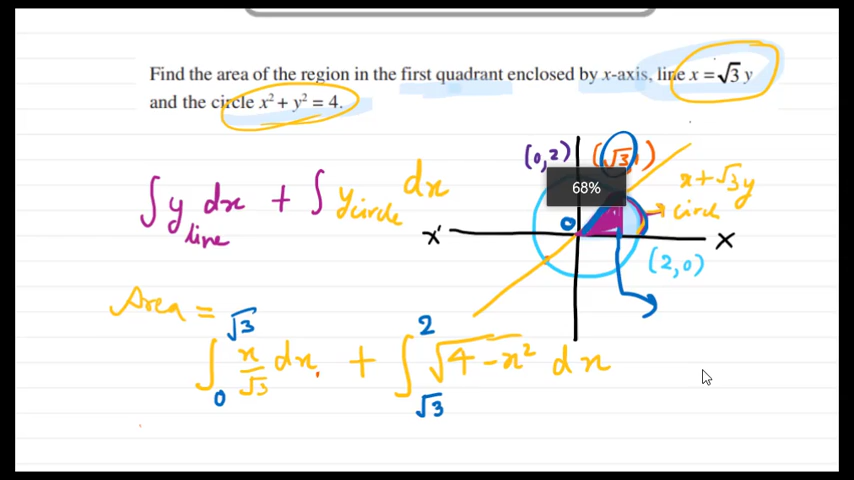 Find the area of the region in the first quadrant enclosed by x-axis, line x = √3 y
and the circle x² + y² = 4.
(0,2) (√3, )
68%
x+√3y
circle
∫ y line dx + ∫ y circle dx
0
X' X
(2,0)
Area =
∫₀^√3 x/√3 dx. + ∫√3^2 √4-x² dx